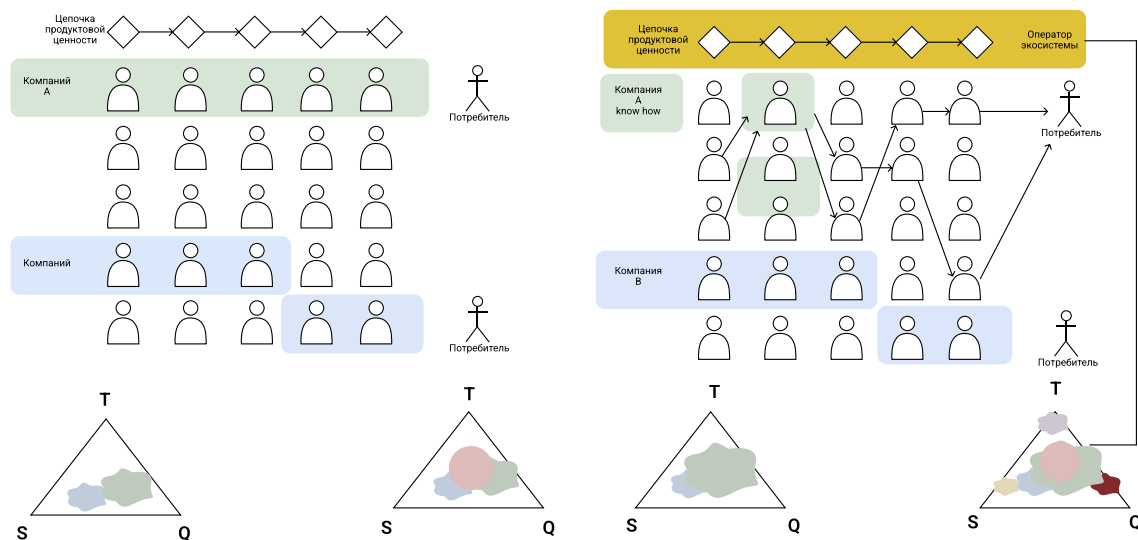 Цепочка
продуктовой
ценности
Компаний
А
Потребитель
Компаний
Потребитель
T
S
Q
T
S
Q
Цепочка
продуктовой
ценности
Оператор
экосистемы
Компания
А
know how
Потребитель
Компания
В
Потребитель
T
S
Q
T
S
Q